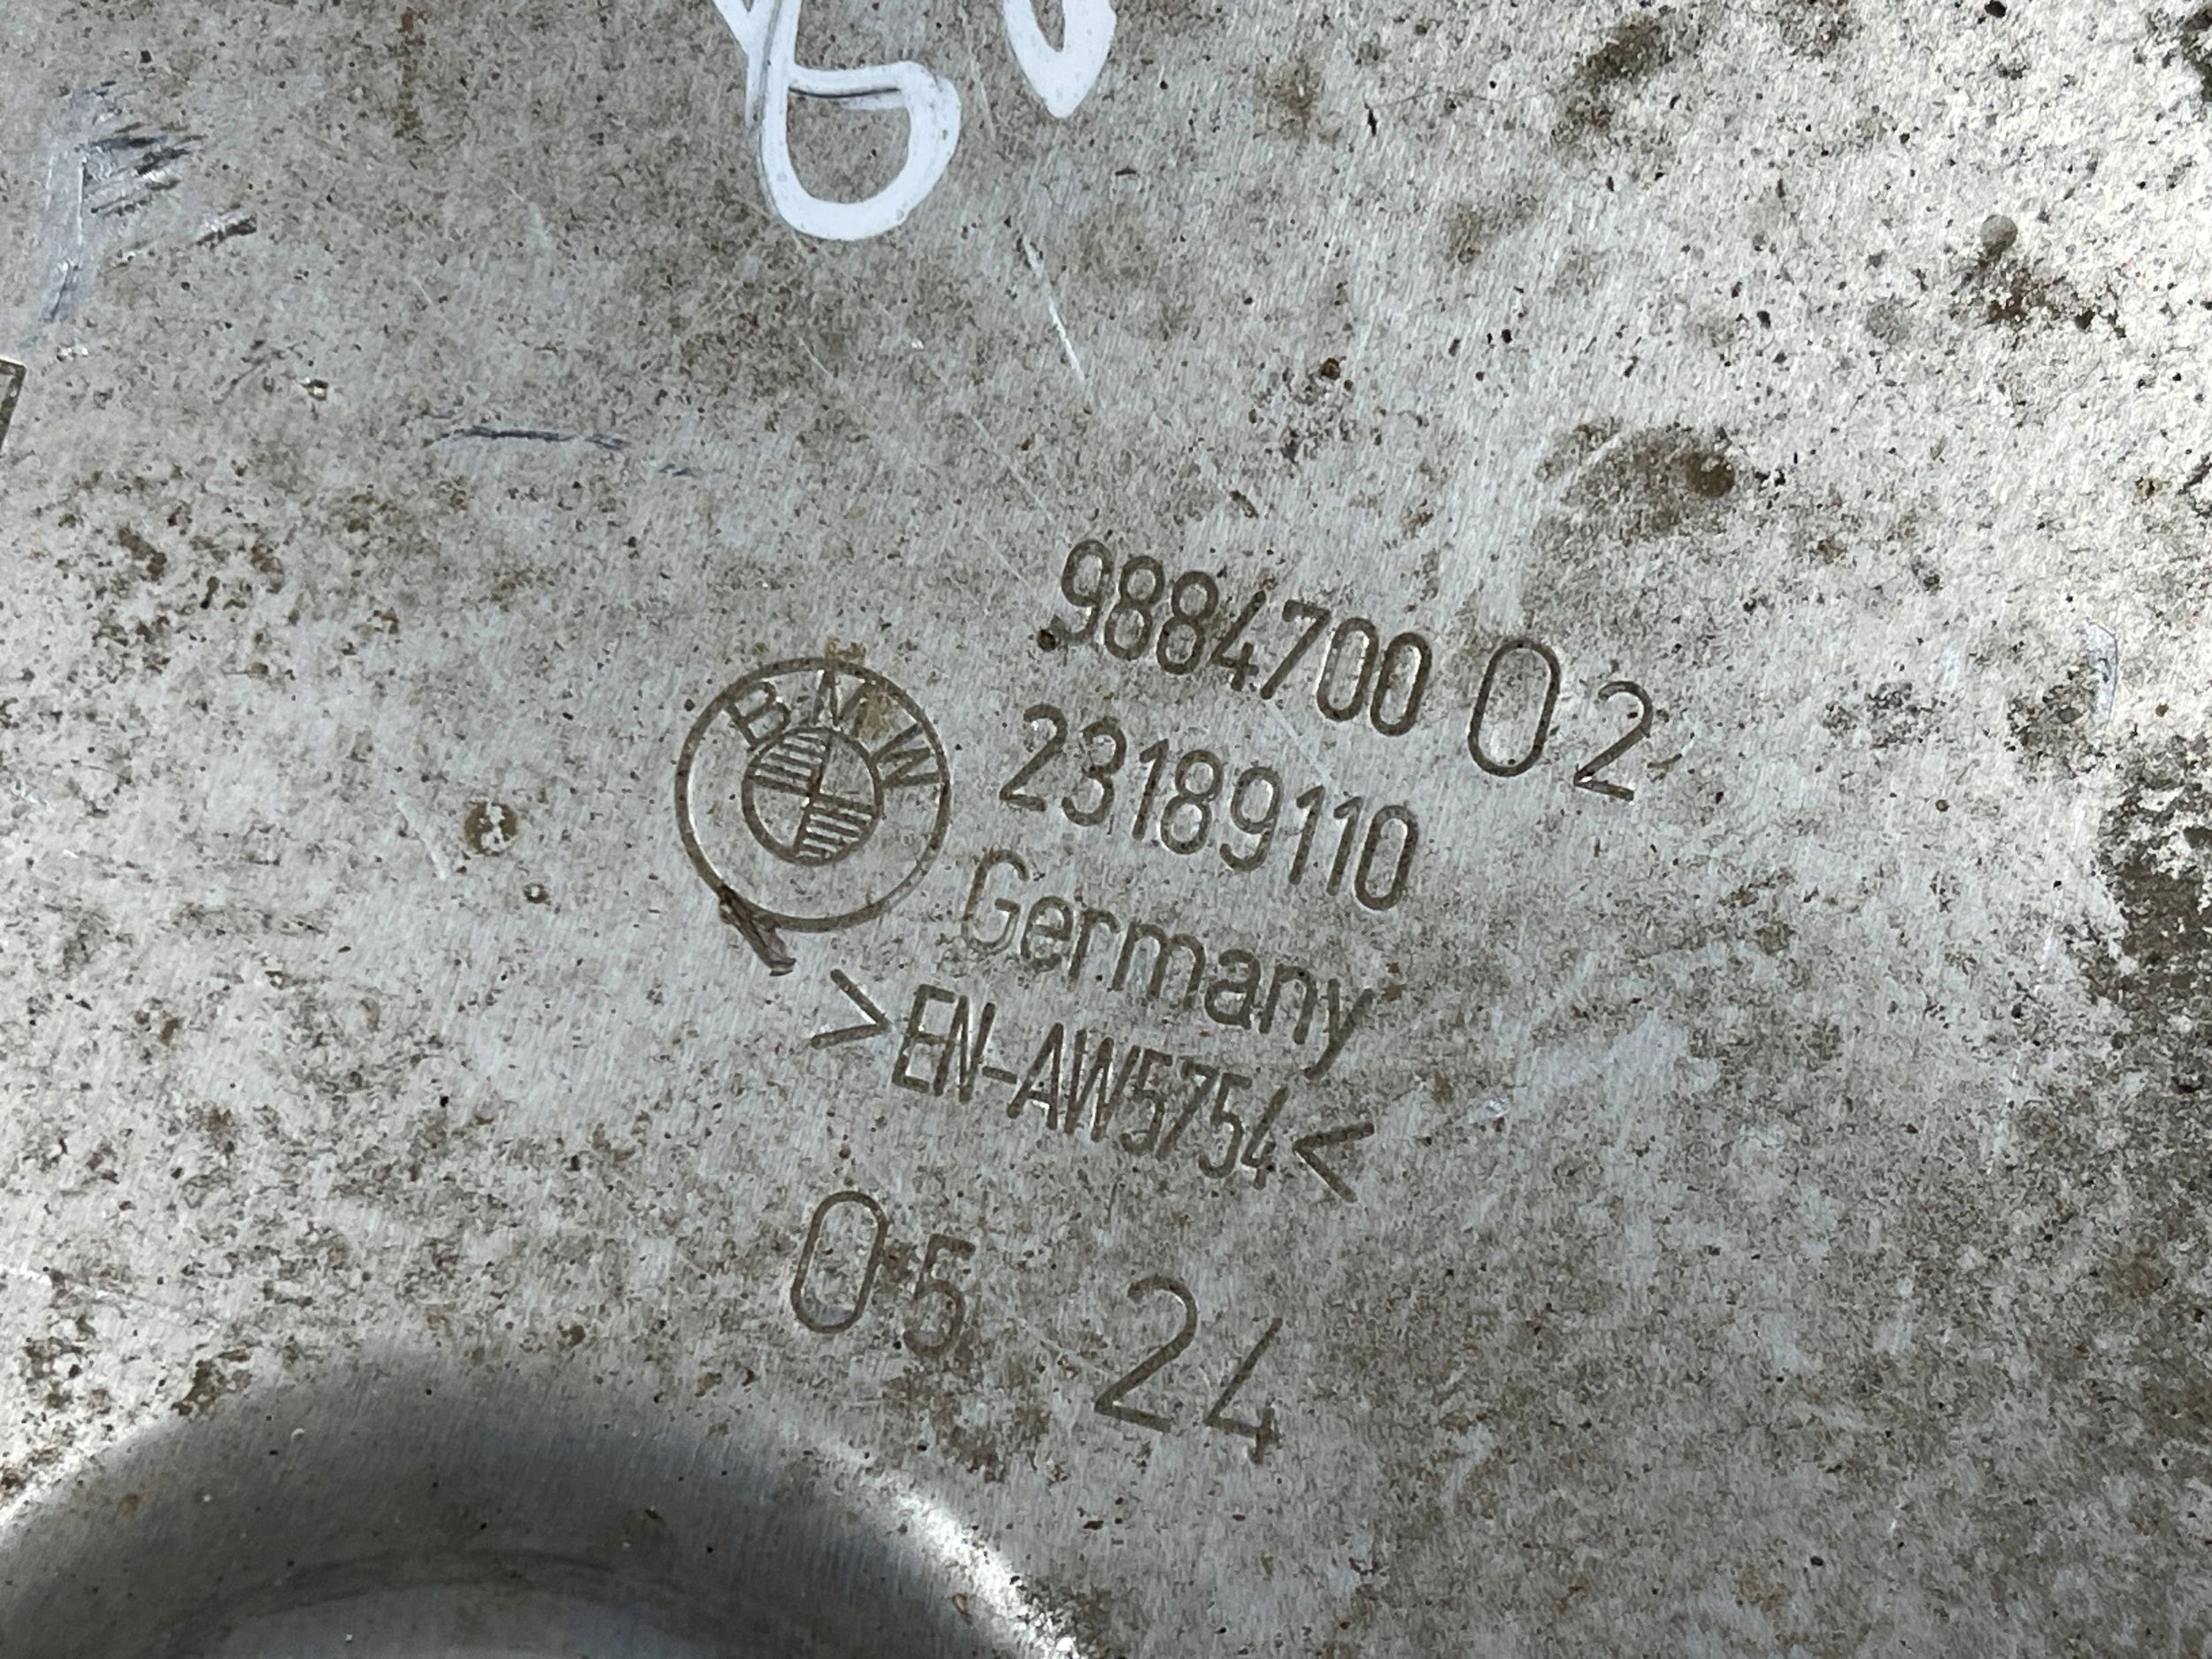 9884700 02
BMW
23189110
Germany
>EN-AW5754<
05 24